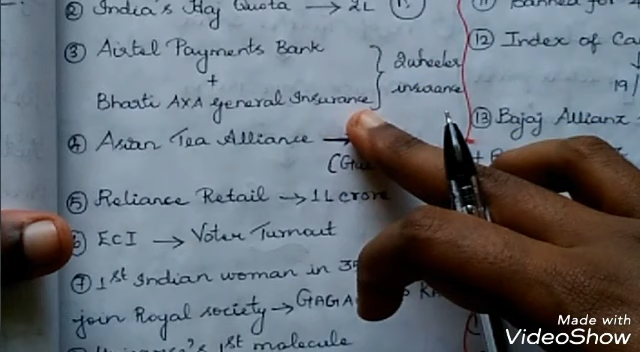 ② India's Haj Quota → 2L
③ Airtel Payments Bank
+
Bharti AXA general Insurance
2wheeler
insurance
④ Asian Tea Alliance →
⑤ Reliance Retail → 1L crore
⑥ ECI → Voter Turnout
⑦ 1st Indian woman in
join Royal society → GAGA
1st molecule
⑫ Index of
19/
⑬ Bajaj Allianz
Made with
VideoShow